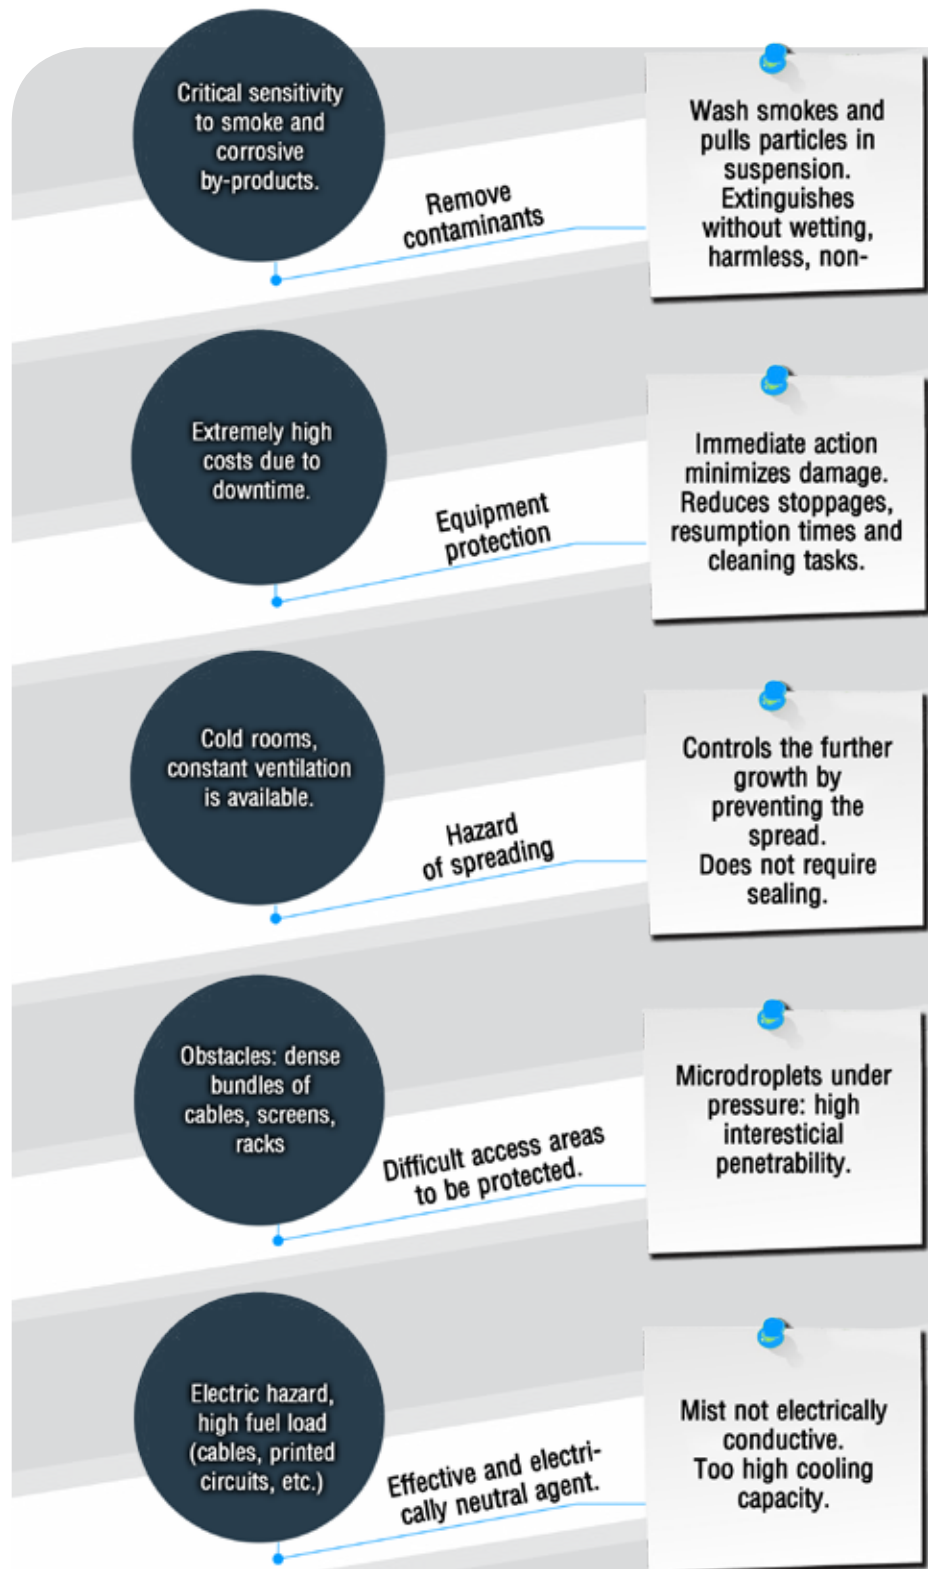 Critical sensitivity
to smoke and
corrosive
by-products.
Remove
contaminants
Wash smokes and
pulls particles in
suspension.
Extinguishes
without wetting,
harmless, non-
Extremely high
costs due to
downtime.
Equipment
protection
Immediate action
minimizes damage.
Reduces stoppages,
resumption times and
cleaning tasks.
Cold rooms,
constant ventilation
is available.
Hazard
of spreading
Controls the further
growth by
preventing the
spread.
Does not require
sealing.
Obstacles: dense
bundles of
cables, screens,
racks
Difficult access areas
to be protected.
Microdroplets under
pressure: high
interesticial
penetrability.
Electric hazard,
high fuel load
(cables, printed
circuits, etc.)
Effective and electri-
cally neutral agent.
Mist not electrically
conductive.
Too high cooling
capacity.